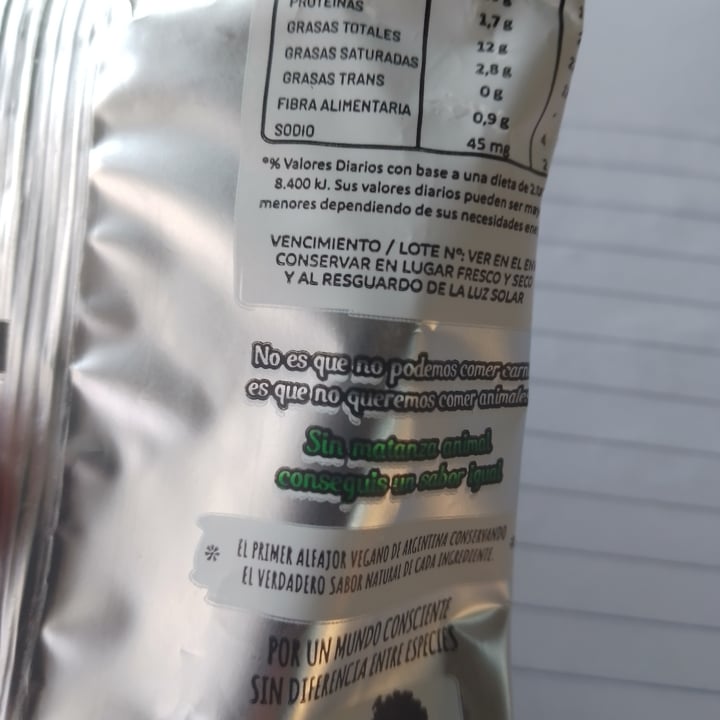 PROTEINAS
GRASAS TOTALES 1,7 g
GRASAS SATURADAS 12 g
GRASAS TRANS 2,8 g
FIBRA ALIMENTARIA 0 g
SODIO 0,9 g
45 mg
*% Valores Diarios con base a una dieta de
8.400 kJ. Sus valores diarios pueden ser
menores dependiendo de sus necesidades
VENCIMIENTO / LOTE Nº: VER EN EL
CONSERVAR EN LUGAR FRESCO Y SECO
Y AL RESGUARDO DE LA LUZ SOLAR
No es que no podemos comer
es que no queremos comer animales
Sin matanza animal
conseguís un sabor igual
* EL PRIMER ALFAJOR VEGANO DE ARGENTINA CONSERVANDO *
EL VERDADERO SABOR NATURAL DE CADA INGREDIENTE.
POR UN MUNDO CONSCIENTE
SIN DIFERENCIA ENTRE ESPECIES